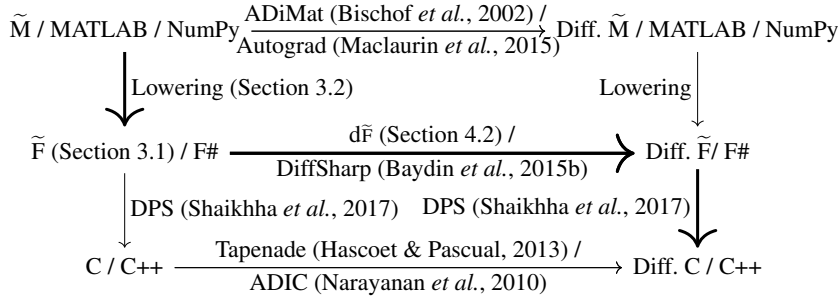 ADiMat (Bischof et al., 2002) /
M̃ / MATLAB / NumPy Diff. M̃ / MATLAB / NumPy
Autograd (Maclaurin et al., 2015)
Lowering (Section 3.2) Lowering
dF̃ (Section 4.2) /
F̃ (Section 3.1) / F# Diff. F̃/ F#
DiffSharp (Baydin et al., 2015b)
DPS (Shaikhha et al., 2017) DPS (Shaikhha et al., 2017)
Tapenade (Hascoet & Pascual, 2013) /
C / C++ Diff. C / C++
ADIC (Narayanan et al., 2010)